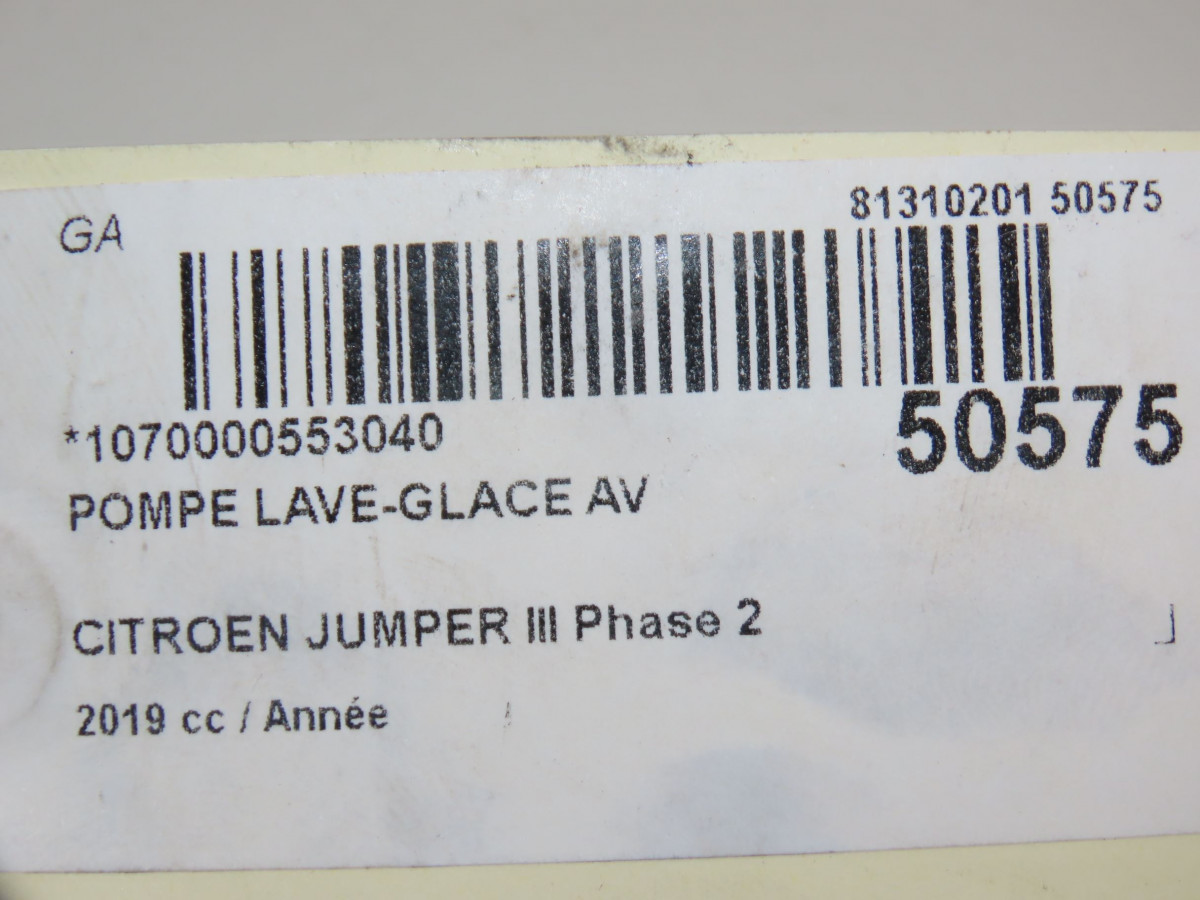 GA
81310201 50575
*1070000553040
50575
POMPE LAVE-GLACE AV
CITROEN JUMPER III Phase 2
2019 cc / Année